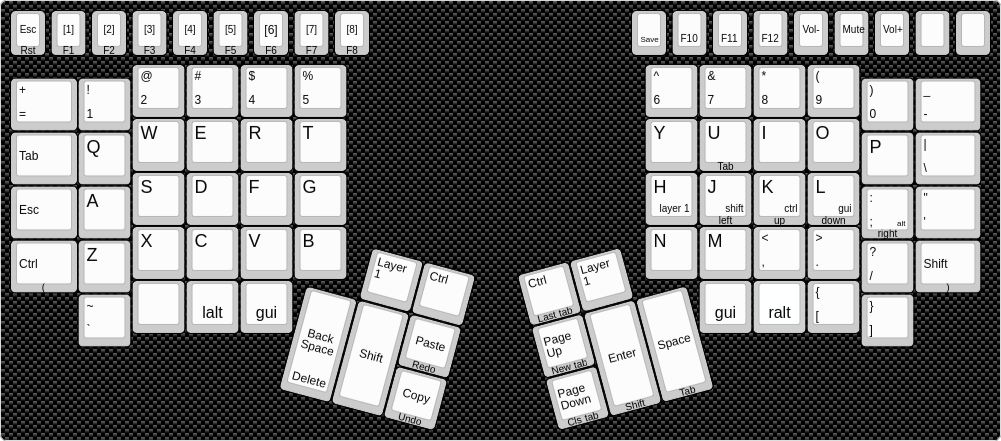 Esc [1] [2] [3] [4] [5] [6] [7] [8]
Rst F1 F2 F3 F4 F5 F6 F7 F8
Save F10 F11 F12 Vol- Mute Vol+
+ ! @ # $ %
= 1 2 3 4 5
^ & * ( ) _
6 7 8 9 0 -
Tab Q W E R T
Y U I O P |
Tab \
Esc A S D F G
H J K L : "
layer 1 shift ctrl gui ; alt '
left up down right
Ctrl Z X C V B
(
N M < > ? Shift
, . / )
~
`
lalt gui
gui ralt { }
[ ]
Layer
1
Ctrl
Back
Space
Delete
Shift
Paste
Redo
Copy
Undo
Ctrl
Last tab
Layer
1
Page
Up
New tab
Page
Down
Cls tab
Enter
Shift
Space
Tab